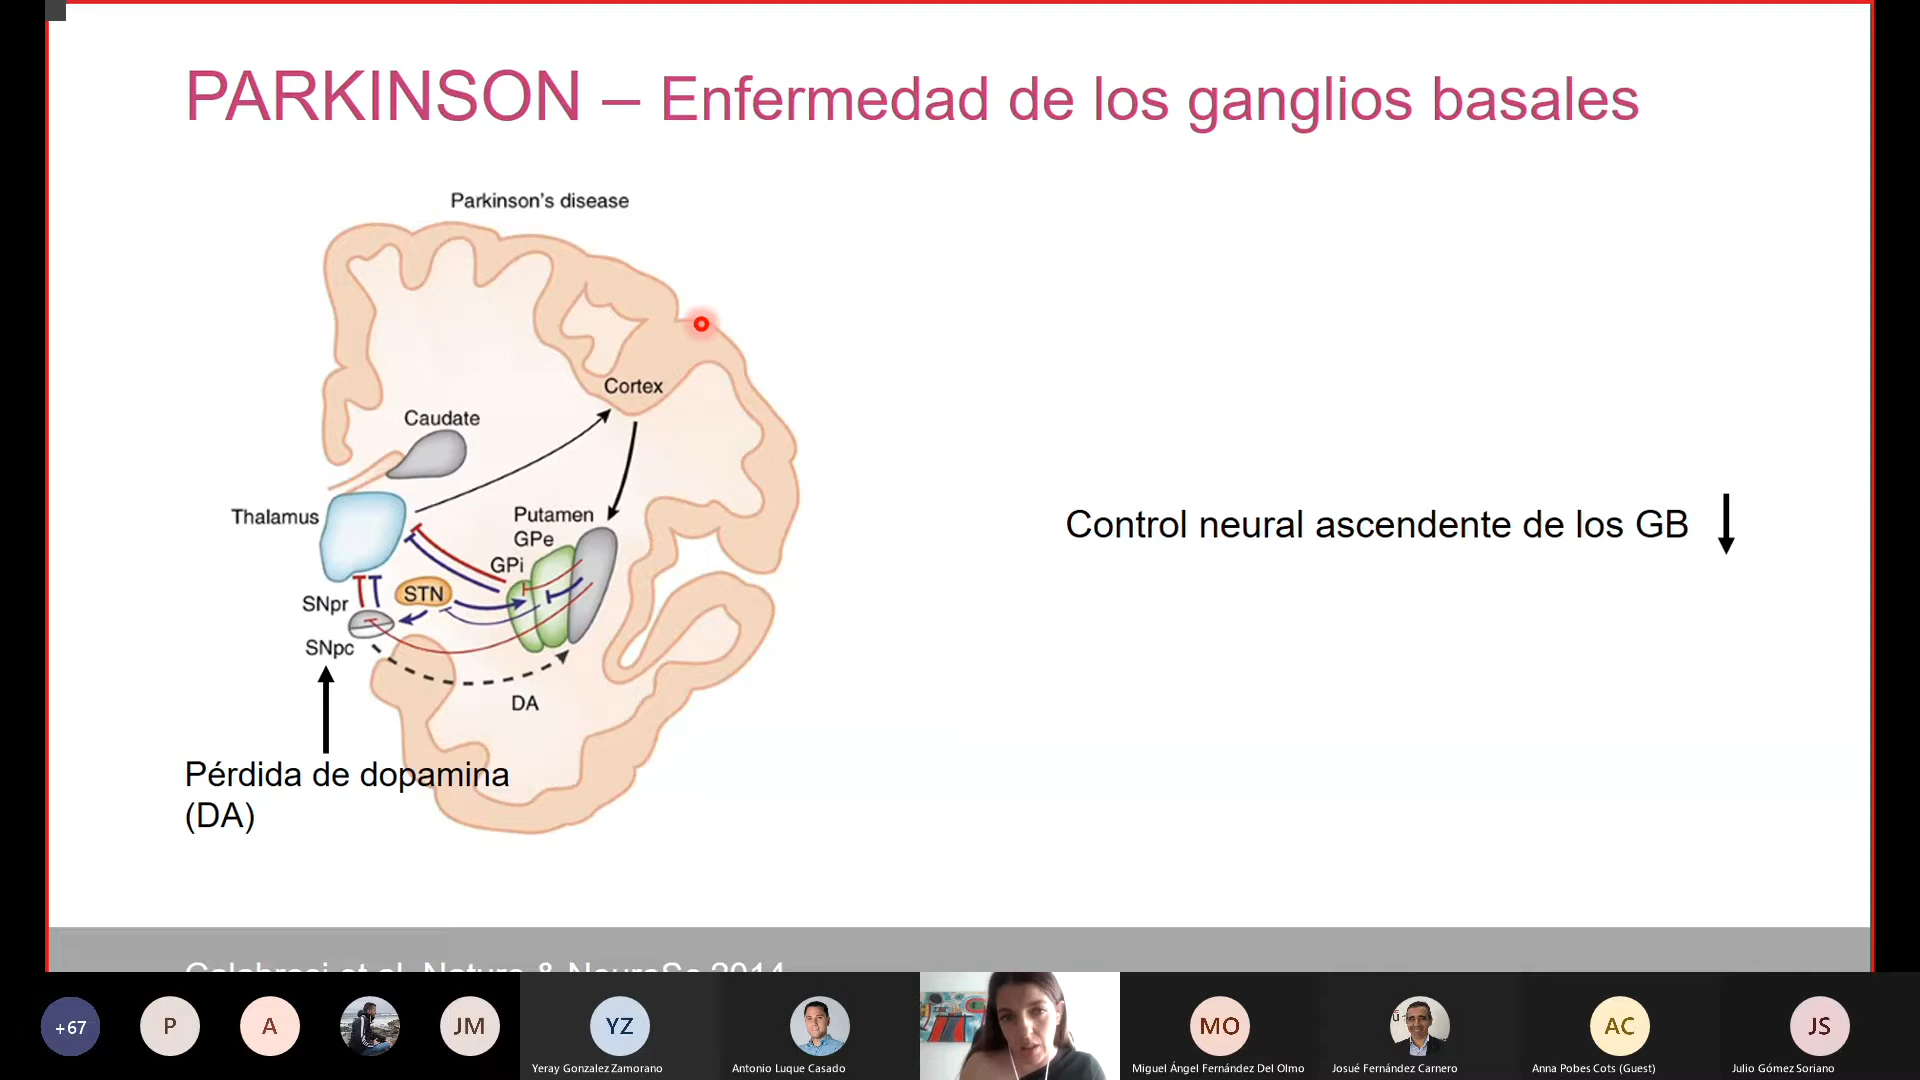 PARKINSON – Enfermedad de los ganglios basales
Parkinson's disease
Cortex
Caudate
Thalamus
Putamen
GPe
GPi
STN
SNpr
SNpc
DA
Control neural ascendente de los GB
Pérdida de dopamina
(DA)
Calabresi et al. Nature & NeuroSc 2014
+67
P
A
JM
YZ
Yeray Gonzalez Zamorano
Antonio Luque Casado
MO
Miguel Ángel Fernández Del Olmo
Josué Fernández Carnero
AC
Anna Pobes Cots (Guest)
JS
Julio Gómez Soriano